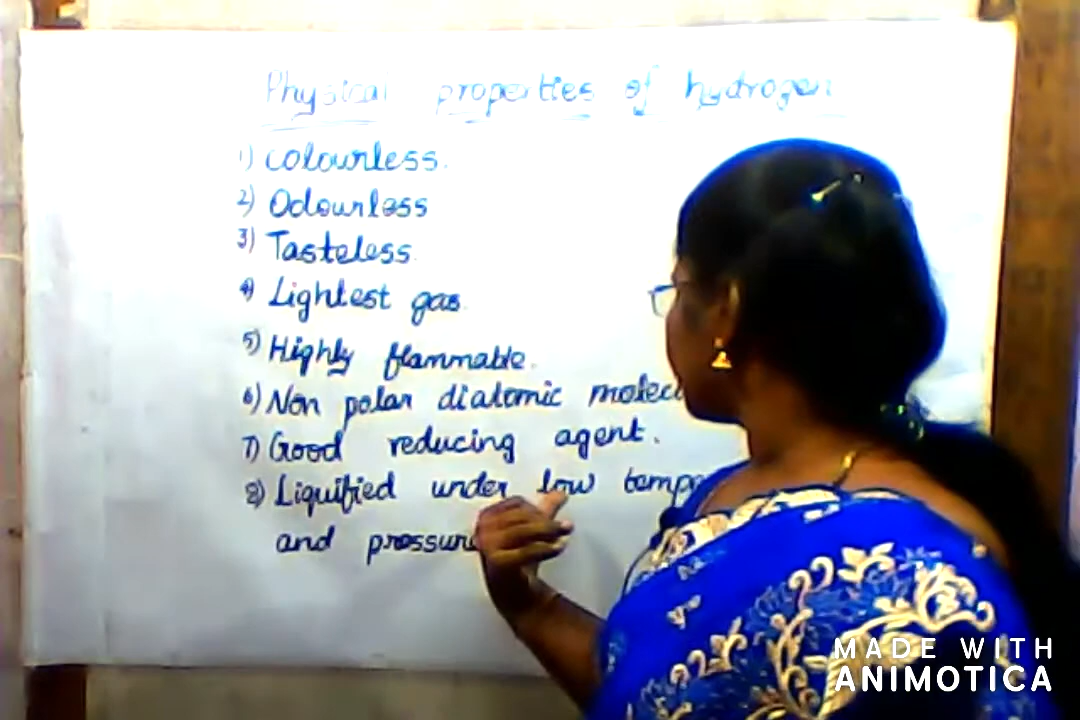 Physical properties of hydrogen
1) Colourless.
2) Odourless
3) Tasteless.
4) Lightest gas.
5) Highly flammable.
6) Non polar diatomic
7) Good reducing agent.
8) Liquified under low
and pressure
MADE WITH
ANIMOTICA